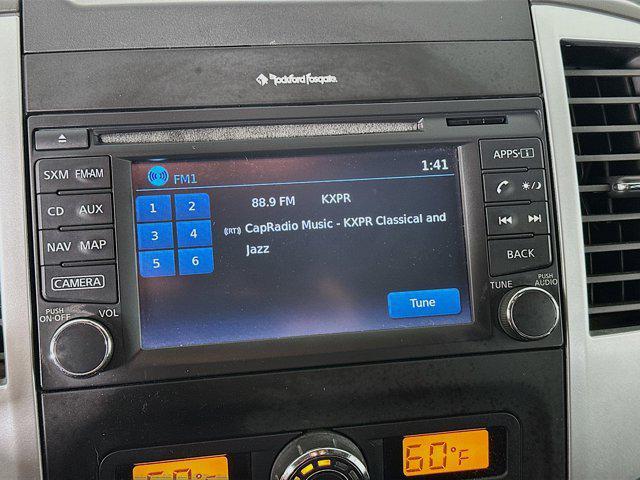 Rockford Fosgate.
SXM FM-AM
CD AUX
NAV MAP
CAMERA
PUSH
ON-OFF
VOL
FM1
1:41
1 2
3 4
5 6
88.9 FM KXPR
((RT)) CapRadio Music - KXPR Classical and
Jazz
Tune
APPS
BACK
TUNE
PUSH
AUDIO
60°F
60°F